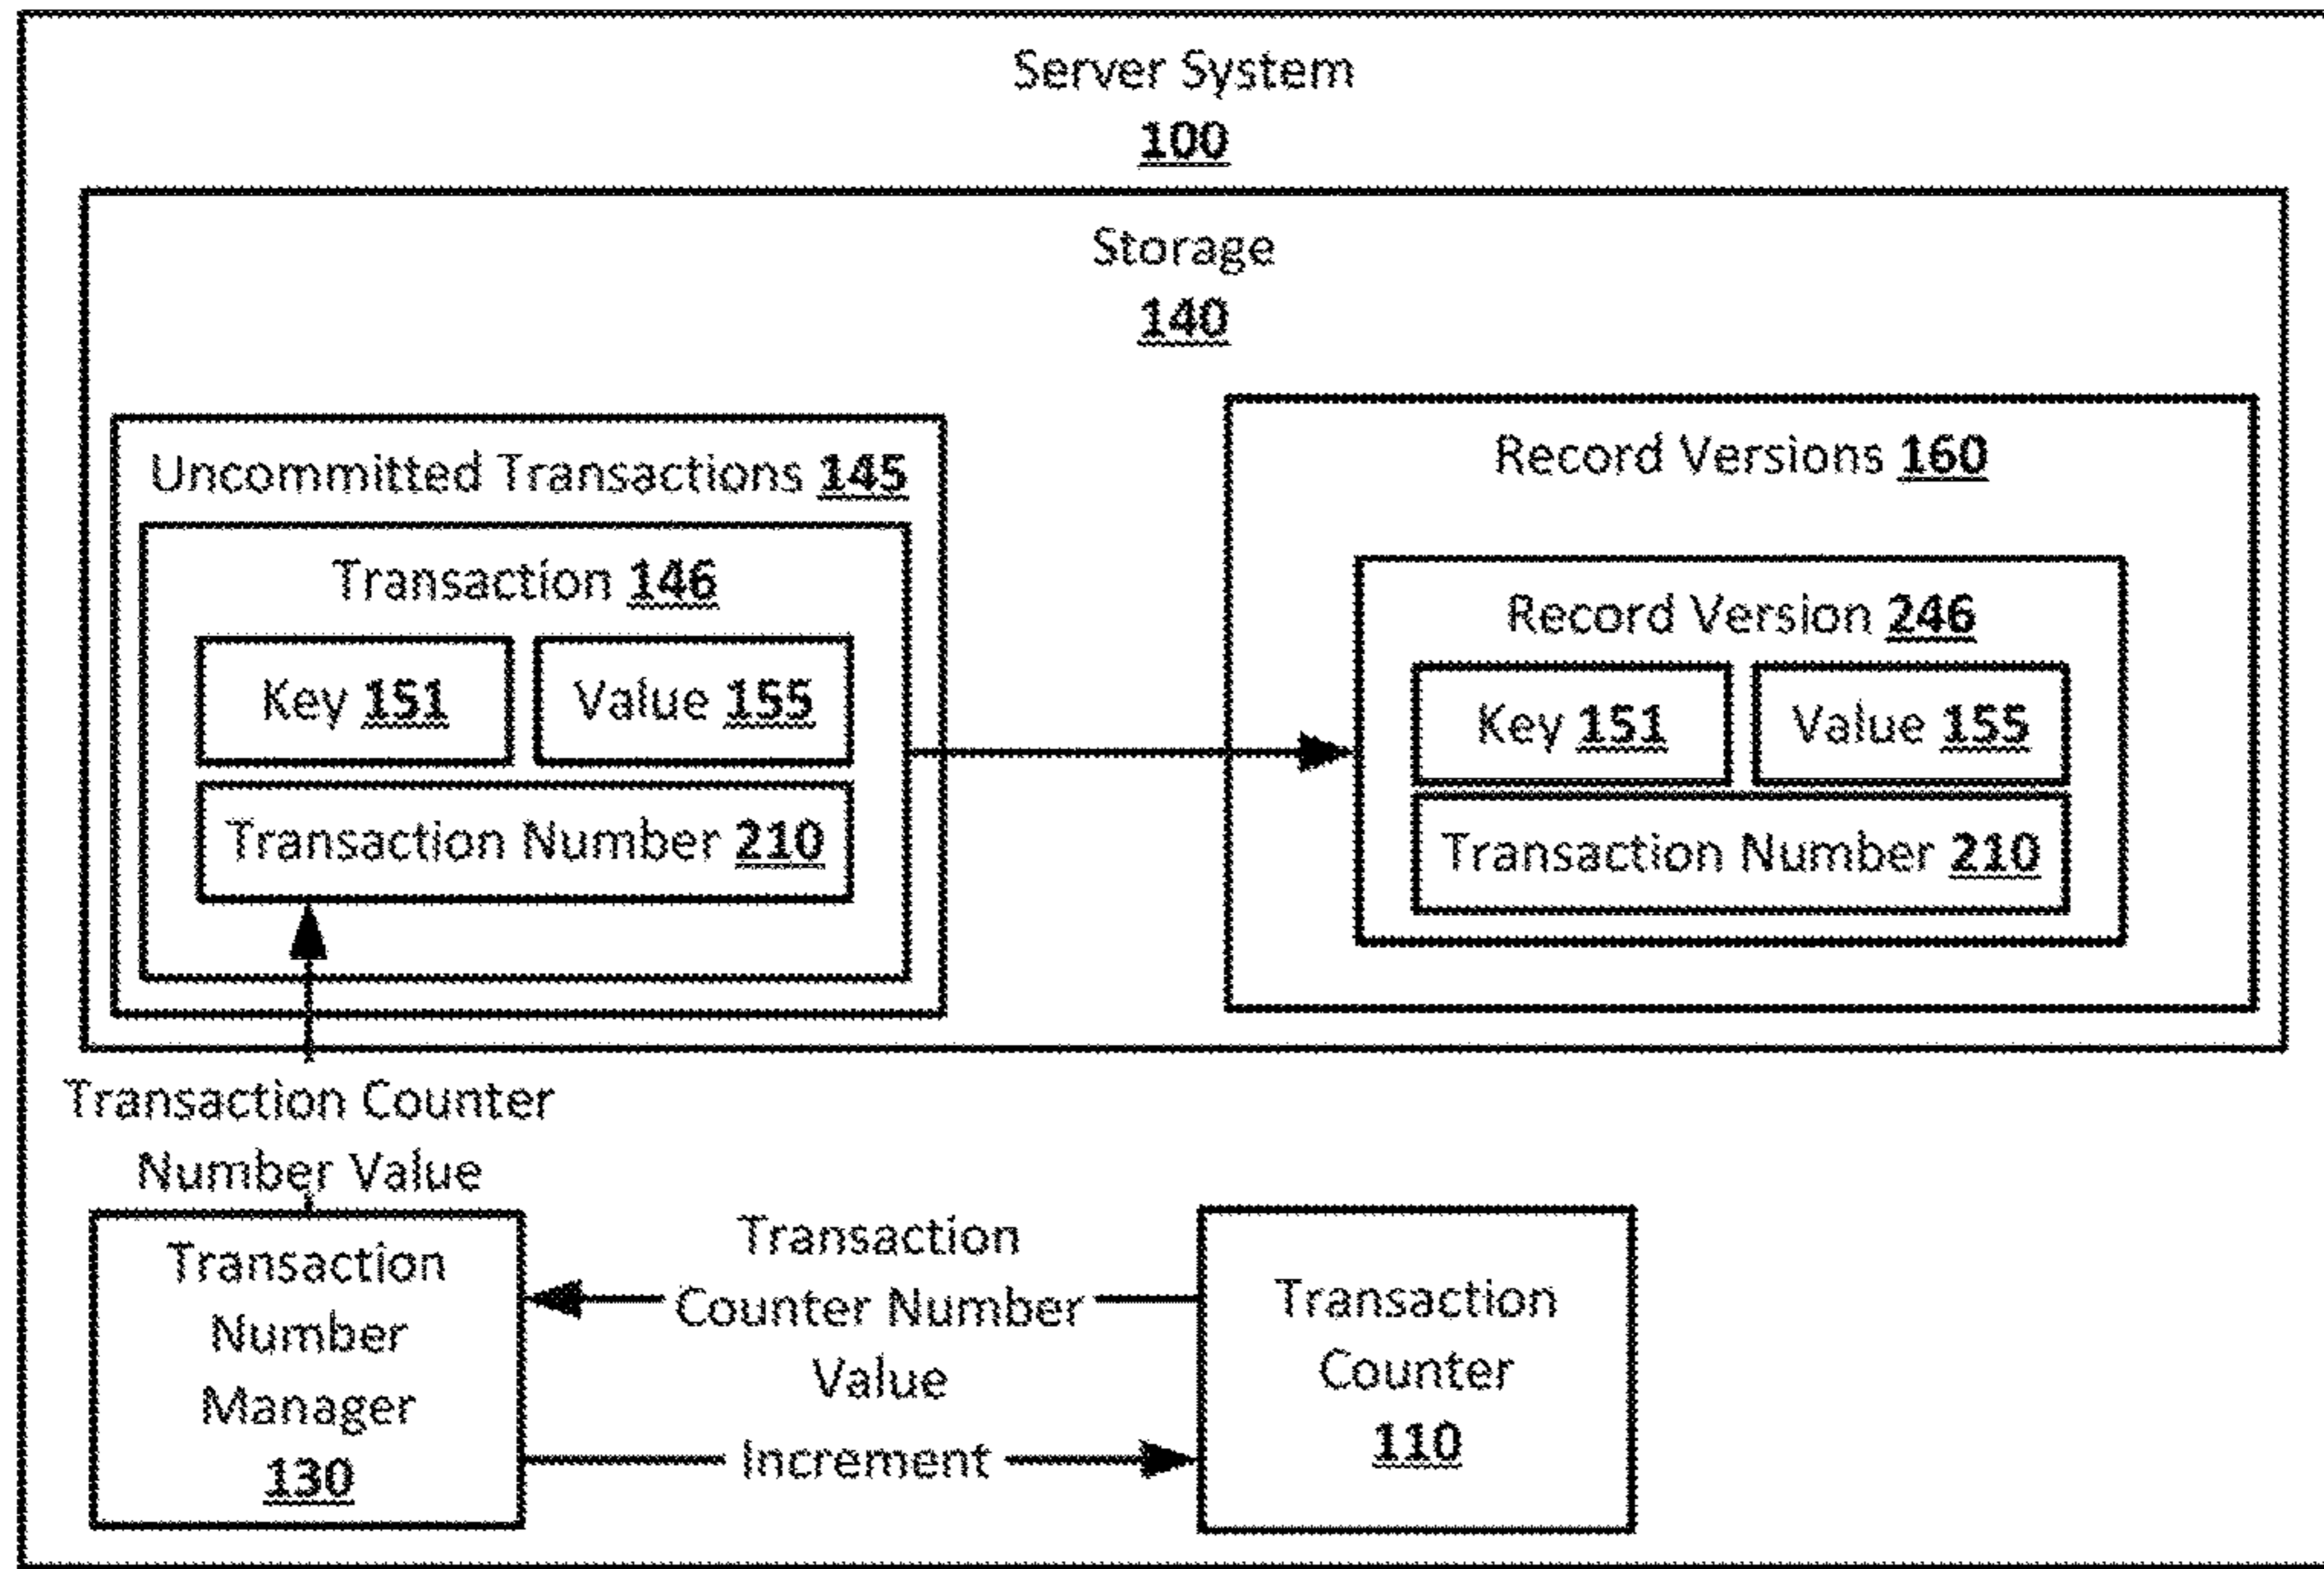 Server System
100
Storage
140
Uncommitted Transactions 145
Transaction 146
Key 151
Value 155
Transaction Number 210
Record Versions 160
Record Version 246
Key 151
Value 155
Transaction Number 210
Transaction Counter
Number Value
Transaction
Number
Manager
130
Transaction
Counter Number
Value
Increment
Transaction
Counter
110